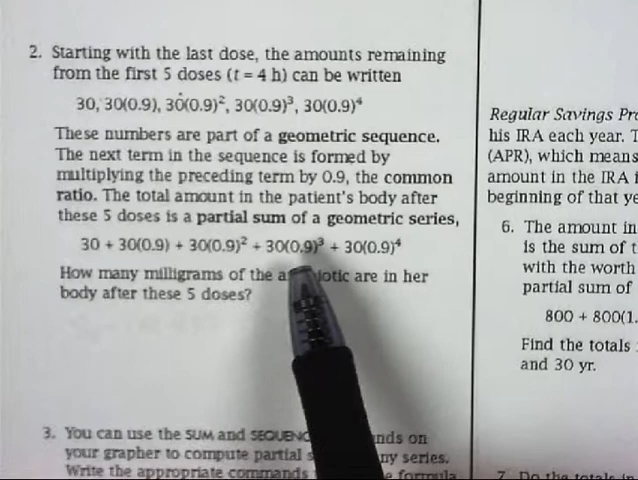 2. Starting with the last dose, the amounts remaining
from the first 5 doses (t = 4 h) can be written
30, 30(0.9), 30(0.9)², 30(0.9)³, 30(0.9)⁴
These numbers are part of a geometric sequence.
The next term in the sequence is formed by
multiplying the preceding term by 0.9, the common
ratio. The total amount in the patient's body after
these 5 doses is a partial sum of a geometric series,
30 + 30(0.9) + 30(0.9)² + 30(0.9)³ + 30(0.9)⁴
How many milligrams of the are in her
body after these 5 doses?
3. You can use the SUM and on
your grapher to compute partial series.
Write the appropriate commands formula
Regular Savings
his IRA each year.
(APR), which means
amount in the IRA
beginning of that
6. The amount in
is the sum of
with the worth
partial sum of
800 + 800(1.
Find the totals
and 30 yr.
7. Do the totals in